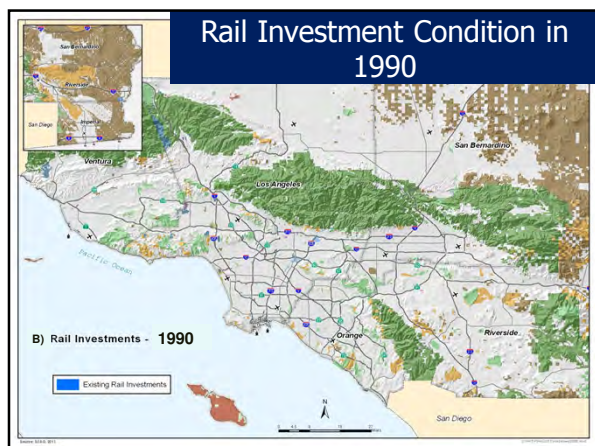 Rail Investment Condition in
1990
San Bernardino
Riverside
Imperial
San Diego
Ventura
San Bernardino
Los Angeles
Pacific Ocean
Orange
Riverside
B) Rail Investments - 1990
Existing Rail Investments
N
San Diego